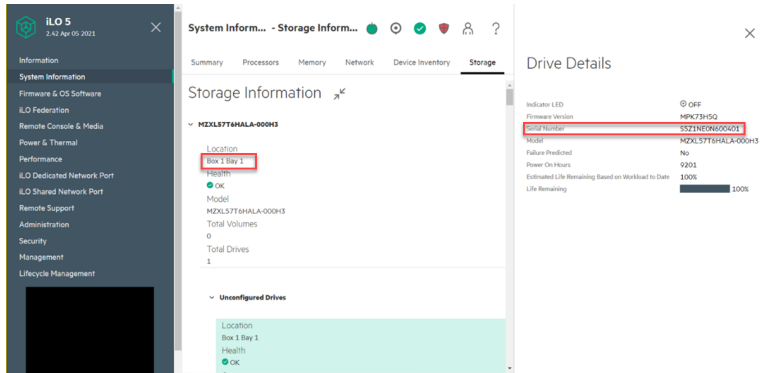 iLO 5
2.42 Apr 05 2021
Information
System Information
Firmware & OS Software
iLO Federation
Remote Console & Media
Power & Thermal
Performance
iLO Dedicated Network Port
iLO Shared Network Port
Remote Support
Administration
Security
Management
Lifecycle Management
System Inform... - Storage Inform...
Summary Processors Memory Network Device Inventory Storage
Storage Information
MZXL57T6HALA-000H3
Location
Box 1 Bay 1
Health
OK
Model
MZXL57T6HALA-000H3
Total Volumes
0
Total Drives
1
Unconfigured Drives
Location
Box 1 Bay 1
Health
OK
Drive Details
Indicator LED OFF
Firmware Version MPK73H5Q
Serial Number S5Z1NE0N600401
Model MZXL57T6HALA-000H3
Failure Predicted No
Power On Hours 9201
Estimated Life Remaining Based on Workload to Date 100%
Life Remaining 100%